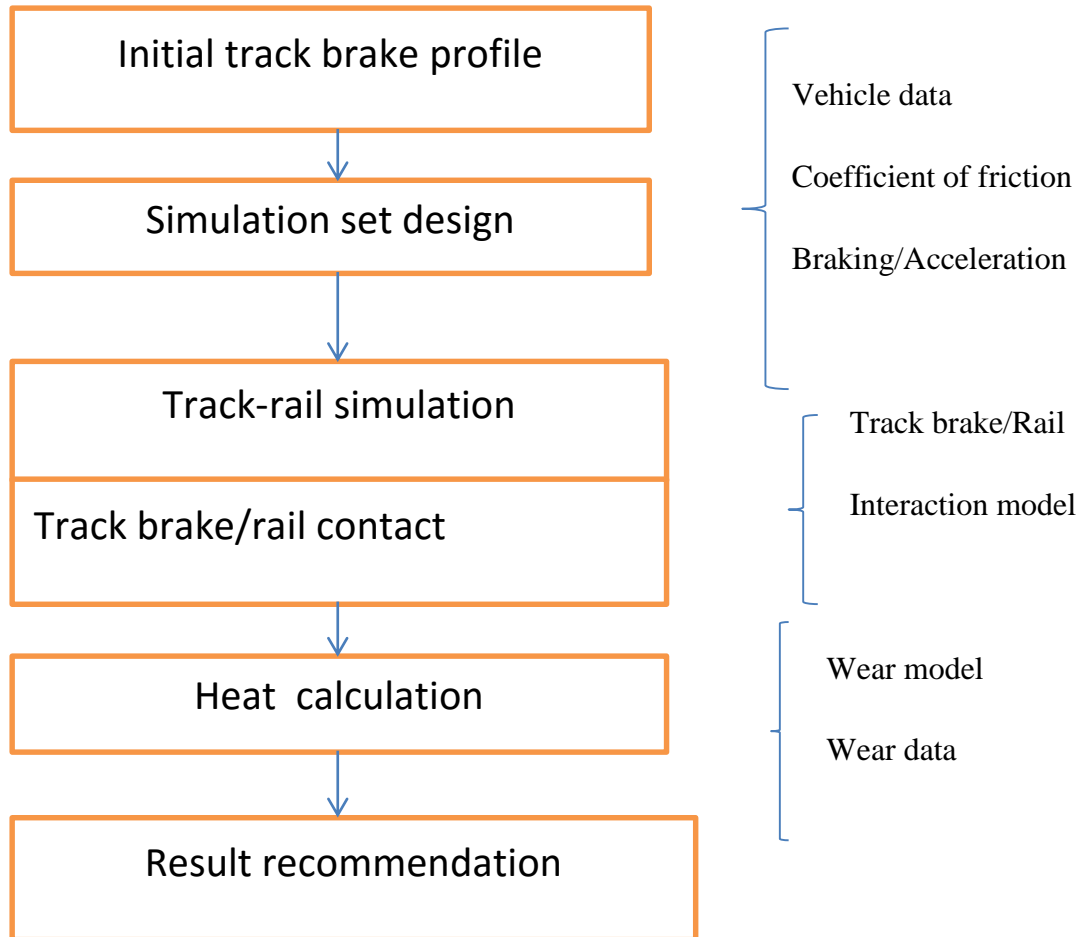 Initial track brake profile
Vehicle data
Coefficient of friction
Simulation set design
Braking/Acceleration
Track-rail simulation
Track brake/Rail
Interaction model
Track brake/rail contact
Heat calculation
Wear model
Wear data
Result recommendation